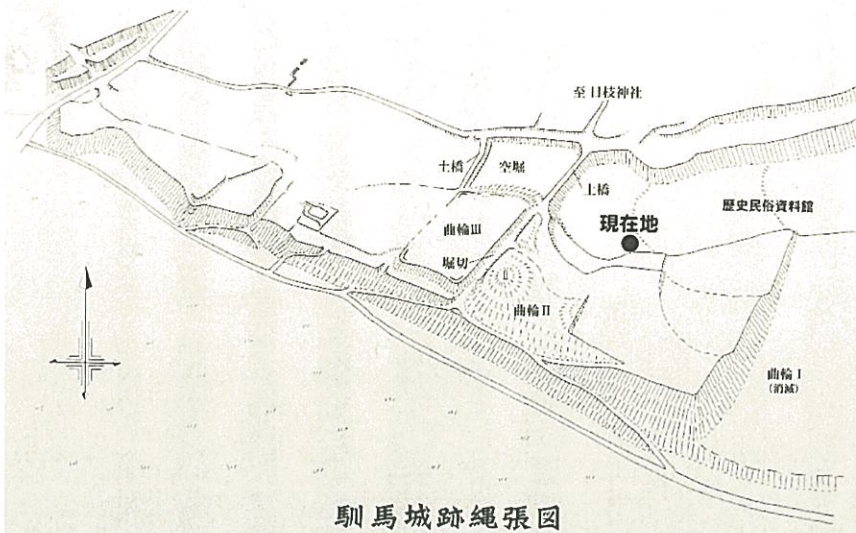 至 日枝神社
土橋
空堀
土橋
歴史民俗資料館
現在地
曲輪Ⅲ
堀切
曲輪Ⅱ
曲輪Ⅰ
(消滅)
馴馬城跡縄張図